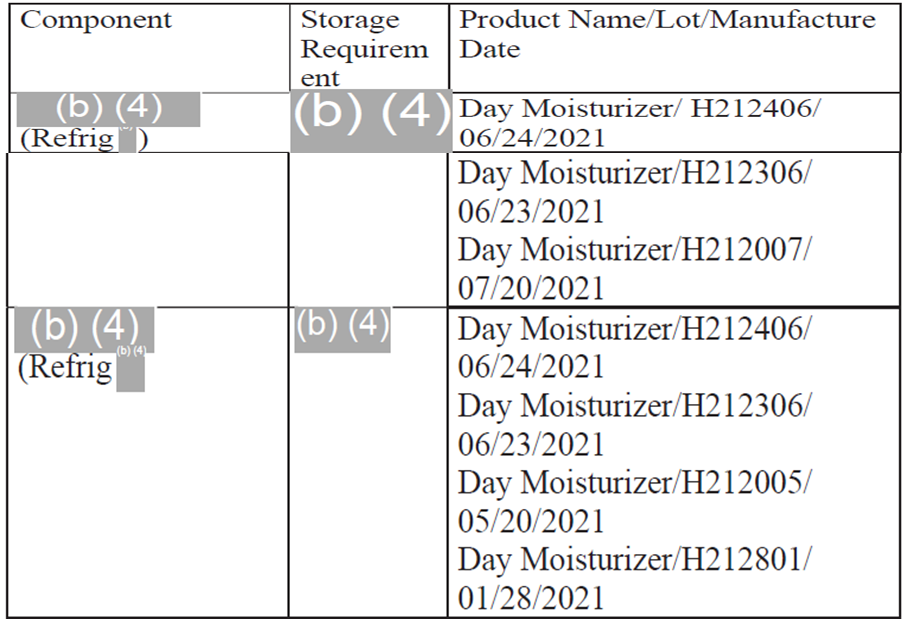 Component
Storage
Requirem
ent
Product Name/Lot/Manufacture
Date
(b) (4)
(Refrig (b) )
(b) (4)
Day Moisturizer/ H212406/
06/24/2021
Day Moisturizer/H212306/
06/23/2021
Day Moisturizer/H212007/
07/20/2021
(b) (4)
(Refrig (b) (4)
(b) (4)
Day Moisturizer/H212406/
06/24/2021
Day Moisturizer/H212306/
06/23/2021
Day Moisturizer/H212005/
05/20/2021
Day Moisturizer/H212801/
01/28/2021